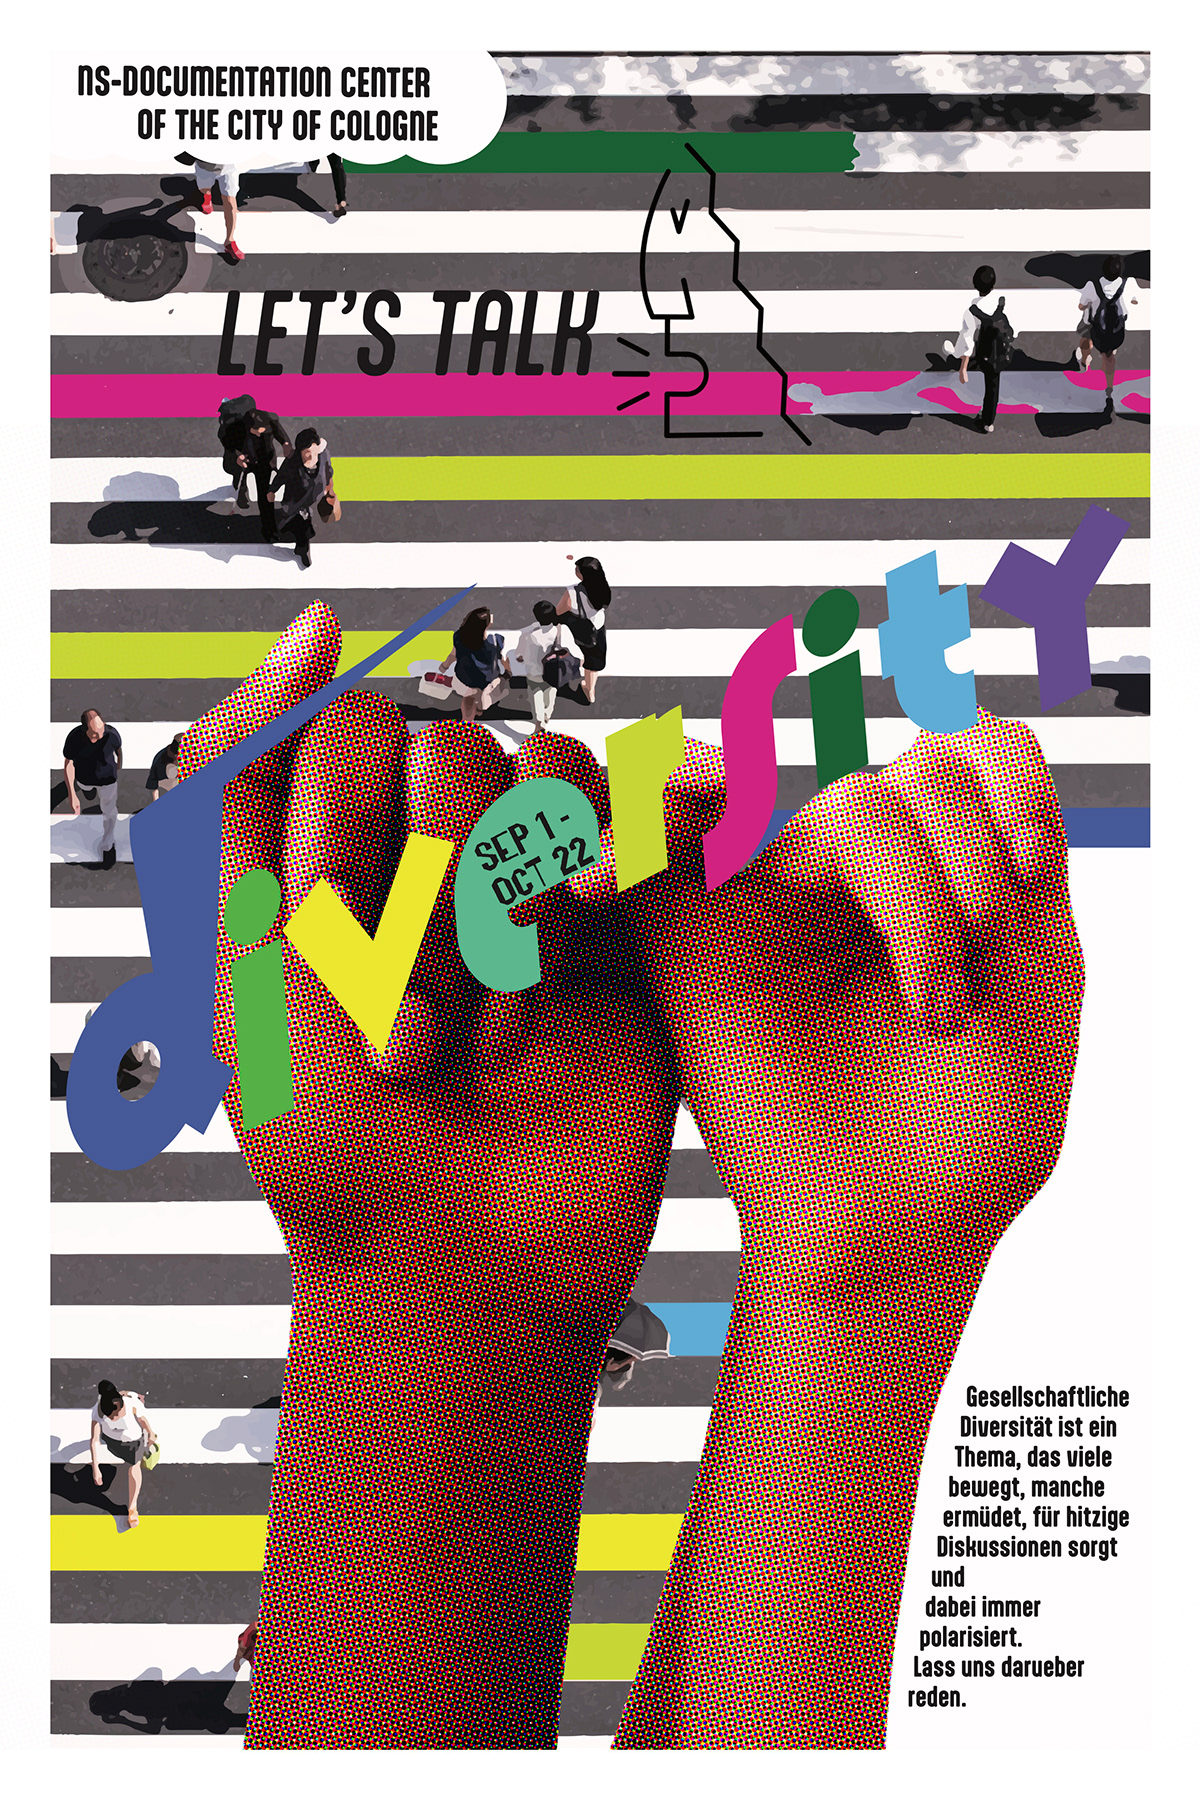 NS-DOCUMENTATION CENTER
OF THE CITY OF COLOGNE
LET'S TALK
diversitY
SEP 1 -
OCT 22
Gesellschaftliche
Diversität ist ein
Thema, das viele
bewegt, manche
ermüdet, für hitzige
Diskussionen sorgt
und
dabei immer
polarisiert.
Lass uns darueber
reden.